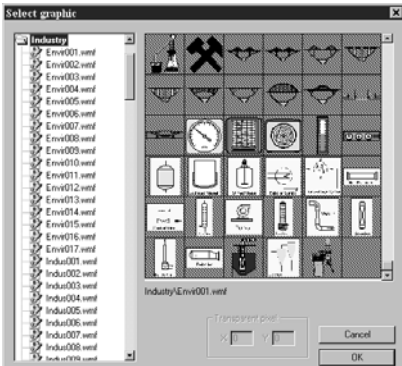 Select graphic
Industry
Envir001.wmf
Envir002.wmf
Envir003.wmf
Envir004.wmf
Envir005.wmf
Envir006.wmf
Envir007.wmf
Envir008.wmf
Envir009.wmf
Envir010.wmf
Envir011.wmf
Envir012.wmf
Envir013.wmf
Envir014.wmf
Envir015.wmf
Envir016.wmf
Envir017.wmf
Indus001.wmf
Indus002.wmf
Indus003.wmf
Indus004.wmf
Indus005.wmf
Indus006.wmf
Indus007.wmf
Indus008.wmf
Indus009.wmf
Industry\Envir001.wmf
Transparent pixel
X 0 Y 0
Cancel
OK